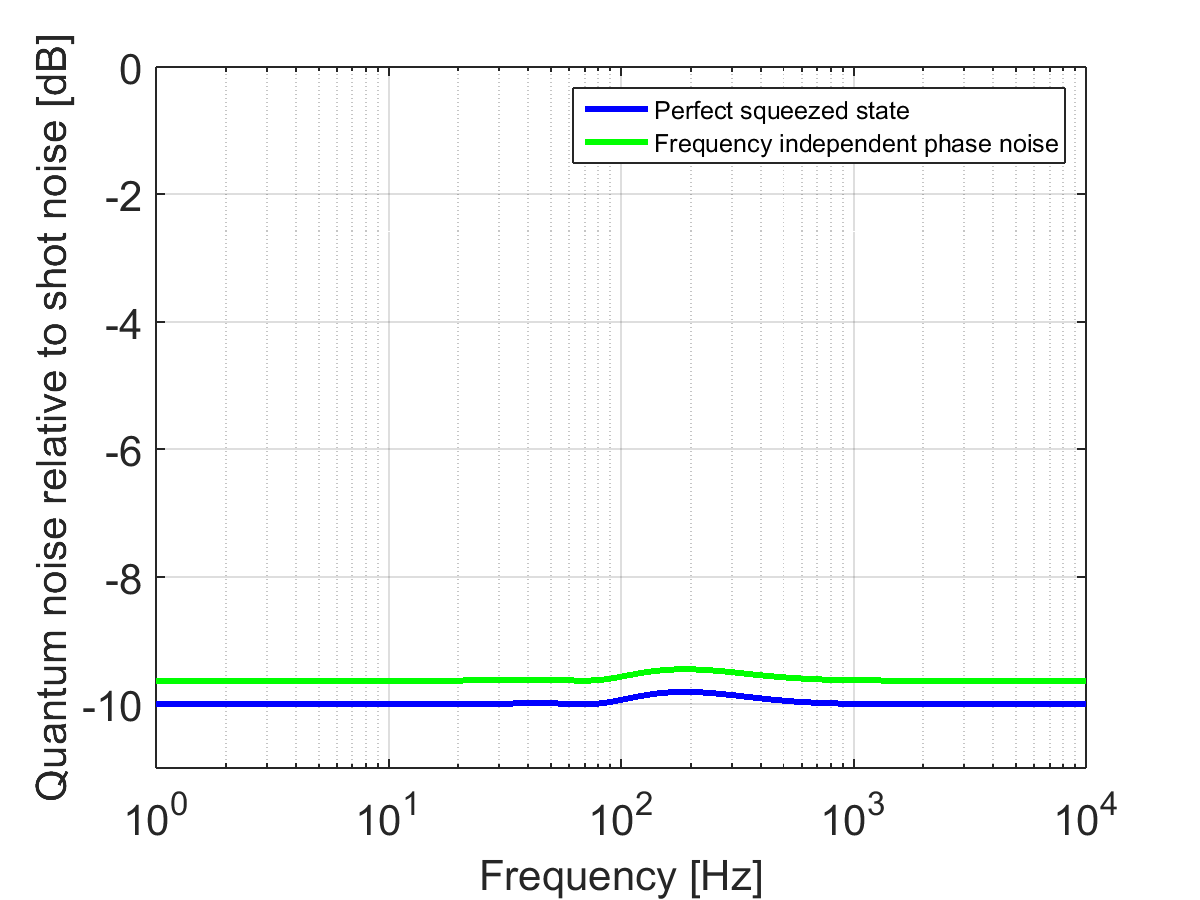 Quantum noise relative to shot noise [dB]
0
-2
-4
-6
-8
-10
Perfect squeezed state
Frequency independent phase noise
10^0 10^1 10^2 10^3 10^4
Frequency [Hz]